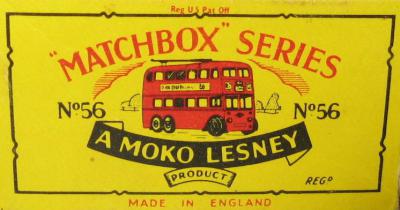 Reg US Pat Off
"MATCHBOX" SERIES
No56
No56
A MOKO LESNEY
PRODUCT
REGD
MADE IN ENGLAND